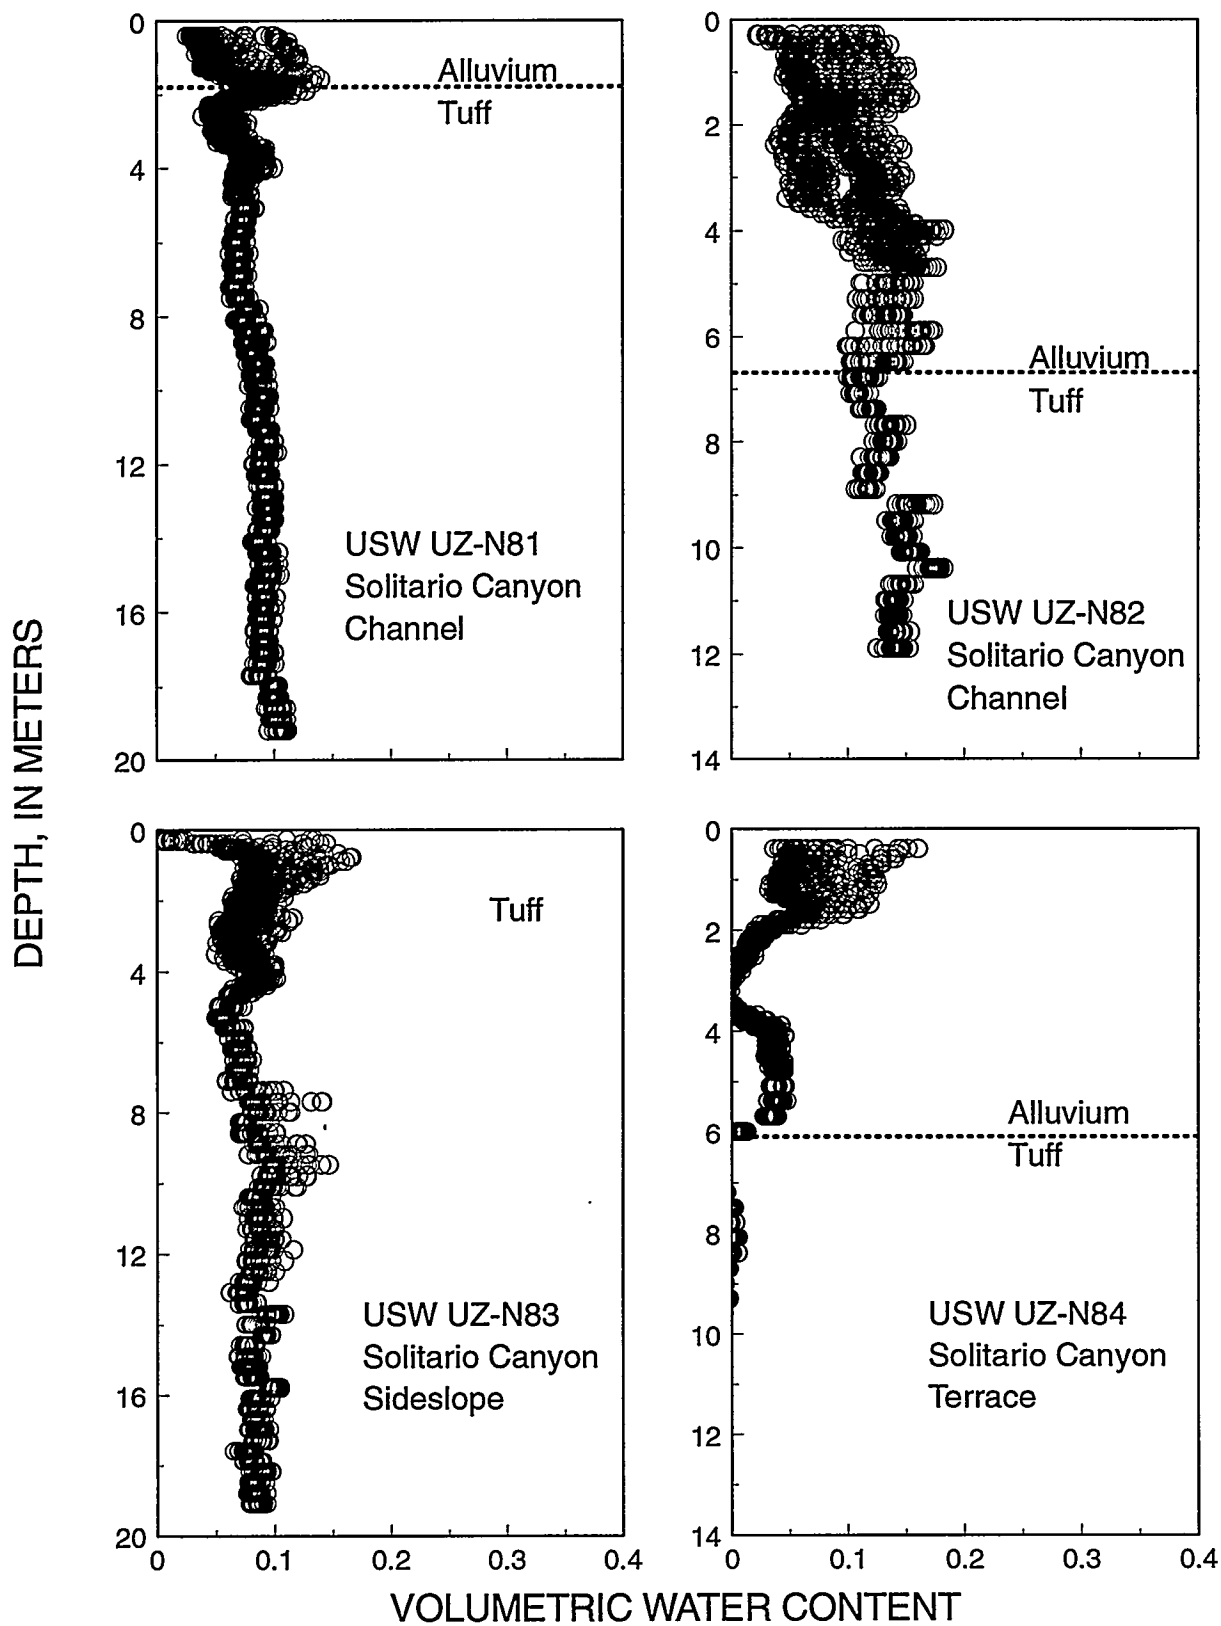 DEPTH, IN METERS
0
4
8
12
16
20
Alluvium
Tuff
USW UZ-N81
Solitario Canyon
Channel
0
2
4
6
8
10
12
14
Alluvium
Tuff
USW UZ-N82
Solitario Canyon
Channel
0
4
8
12
16
20
Tuff
USW UZ-N83
Solitario Canyon
Sideslope
0 0.1 0.2 0.3 0.4
0
2
4
6
8
10
12
14
Alluvium
Tuff
USW UZ-N84
Solitario Canyon
Terrace
0 0.1 0.2 0.3 0.4
VOLUMETRIC WATER CONTENT